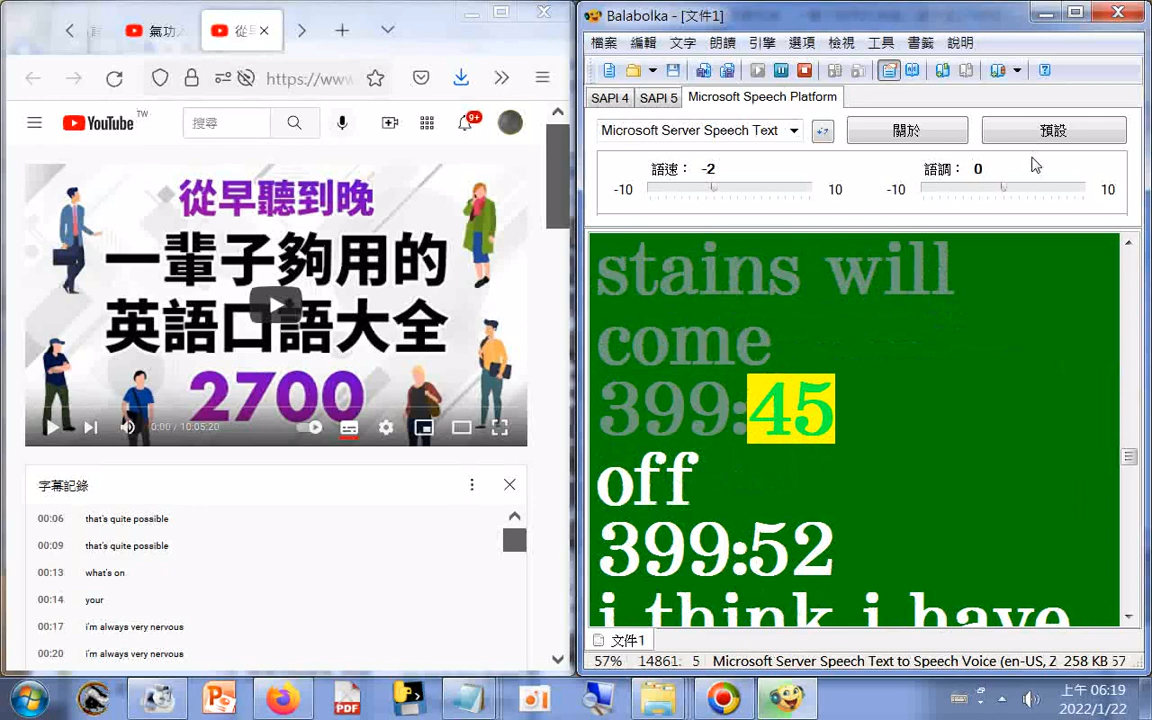 氣功
從
https://www
YouTube TW
搜尋
9+
從早聽到晚
一輩子夠用的
英語口語大全
2700
0:00 / 10:05:20
字幕記錄
00:06 that's quite possible
00:09 that's quite possible
00:13 what's on
00:14 your
00:17 i'm always very nervous
00:20 i'm always very nervous
Balabolka - [文件1]
檔案 編輯 文字 朗讀 引擎 選項 檢視 工具 書籤 說明
SAPI 4 SAPI 5 Microsoft Speech Platform
Microsoft Server Speech Text 關於 預設
語速： -2 語調： 0
-10 10 -10 10
stains will
come
399:45
off
399:52
i think i have
文件1
57% 14861: 5 Microsoft Server Speech Text to Speech Voice (en-US, 2 258 KB 57
PDF
上午 06:19
2022/1/22